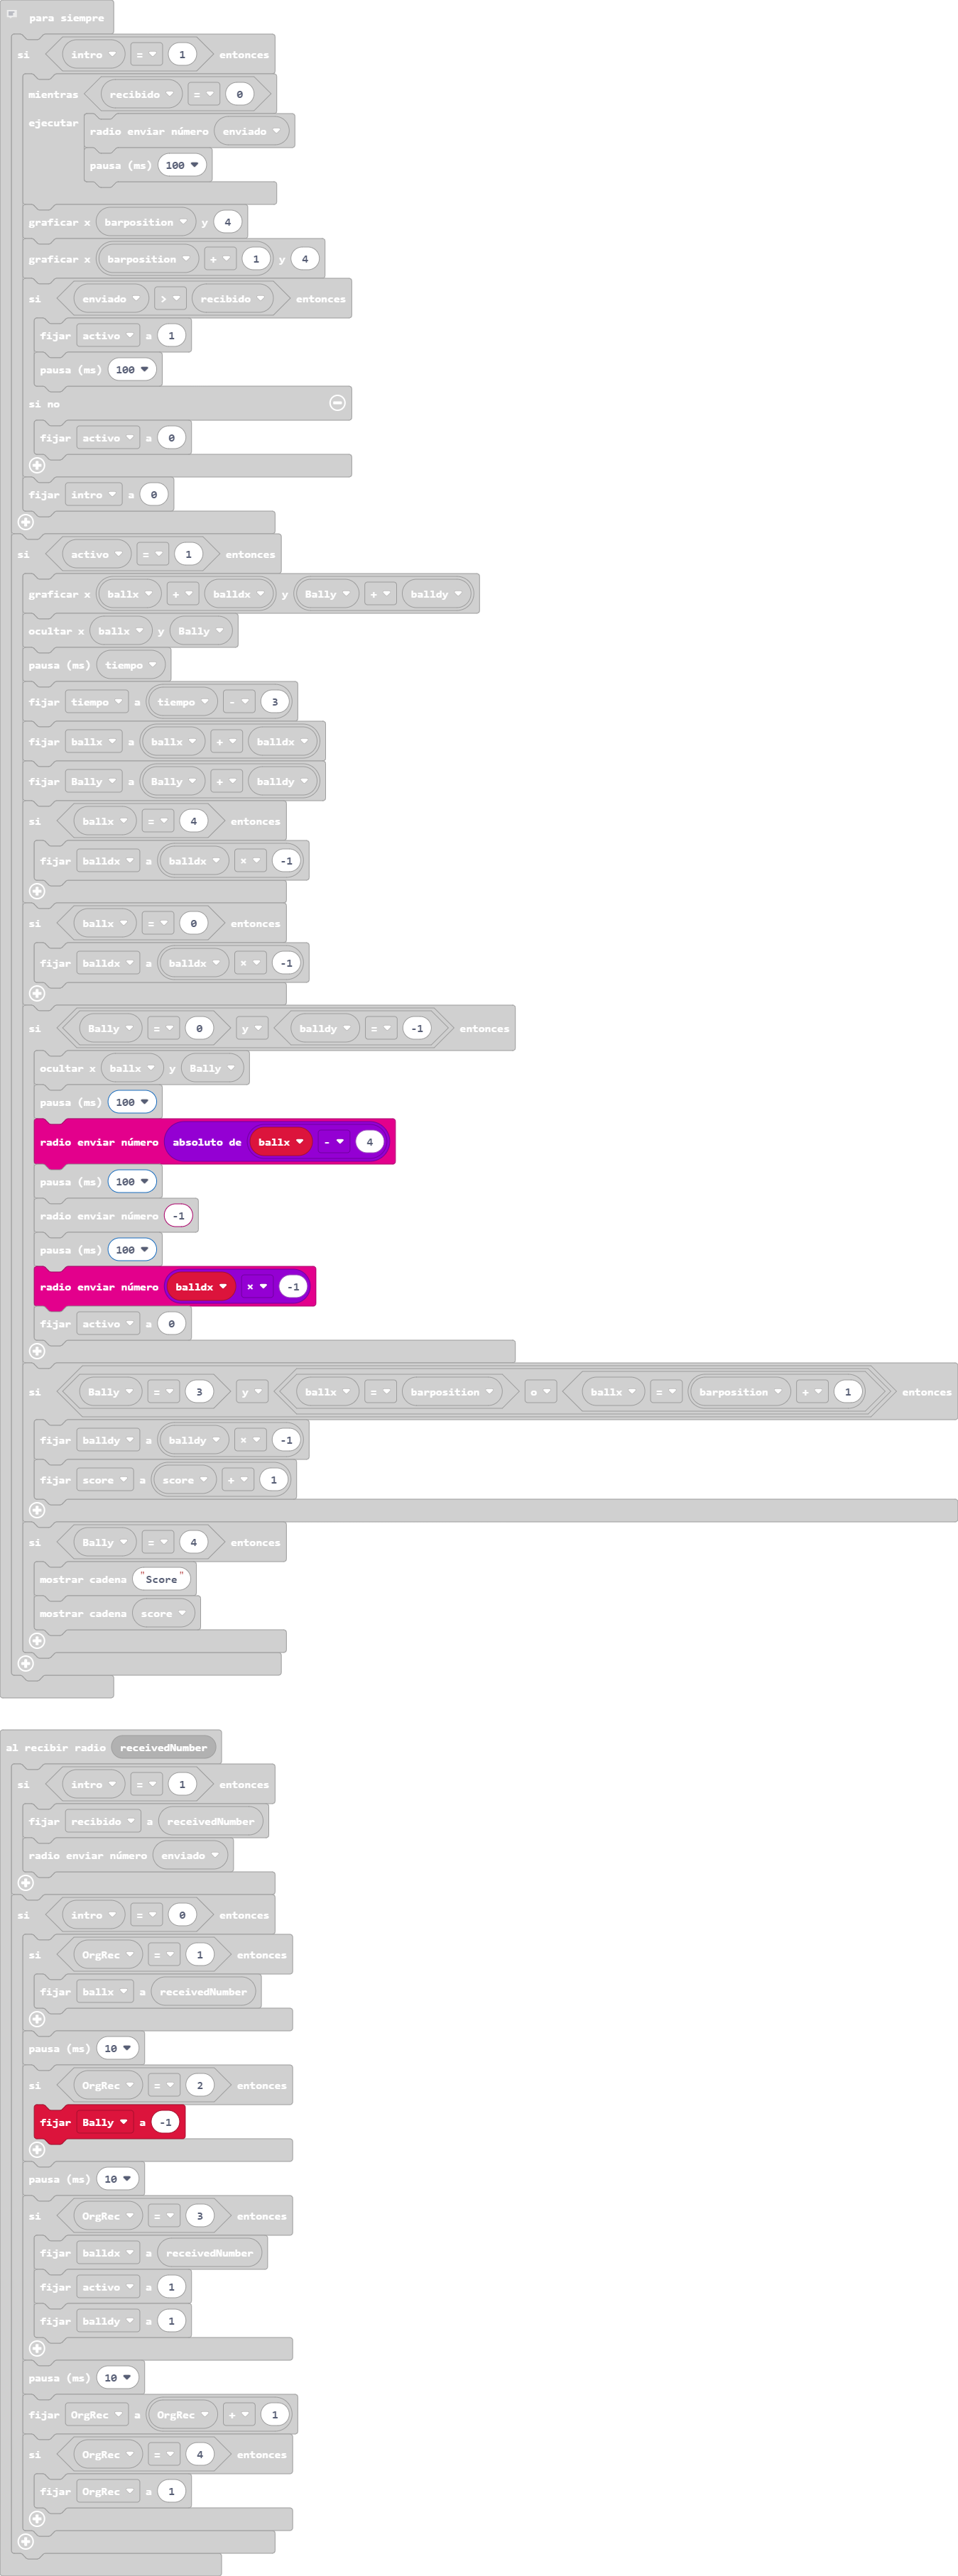 para siempre
si intro = 1 entonces
mientras recibido = 0
ejecutar radio enviar número enviado
pausa (ms) 100
graficar x barposition y 4
graficar x barposition + 1 y 4
si enviado > recibido entonces
fijar activo a 1
pausa (ms) 100
si no
fijar activo a 0
fijar intro a 0
si activo = 1 entonces
graficar x ballx + balldx y Bally + balldy
ocultar x ballx y Bally
pausa (ms) tiempo
fijar tiempo a tiempo - 3
fijar ballx a ballx + balldx
fijar Bally a Bally + balldy
si ballx = 4 entonces
fijar balldx a balldx × -1
si ballx = 0 entonces
fijar balldx a balldx × -1
si Bally = 0 y balldy = -1 entonces
ocultar x ballx y Bally
pausa (ms) 100
radio enviar número absoluto de ballx - 4
pausa (ms) 100
radio enviar número -1
pausa (ms) 100
radio enviar número balldx × -1
fijar activo a 0
si Bally = 3 y ballx = barposition o ballx = barposition + 1 entonces
fijar balldy a balldy × -1
fijar score a score + 1
si Bally = 4 entonces
mostrar cadena "Score"
mostrar cadena score
al recibir radio receivedNumber
si intro = 1 entonces
fijar recibido a receivedNumber
radio enviar número enviado
si intro = 0 entonces
si OrgRec = 1 entonces
fijar ballx a receivedNumber
pausa (ms) 10
si OrgRec = 2 entonces
fijar Bally a -1
pausa (ms) 10
si OrgRec = 3 entonces
fijar balldx a receivedNumber
fijar activo a 1
fijar balldy a 1
pausa (ms) 10
fijar OrgRec a OrgRec + 1
si OrgRec = 4 entonces
fijar OrgRec a 1